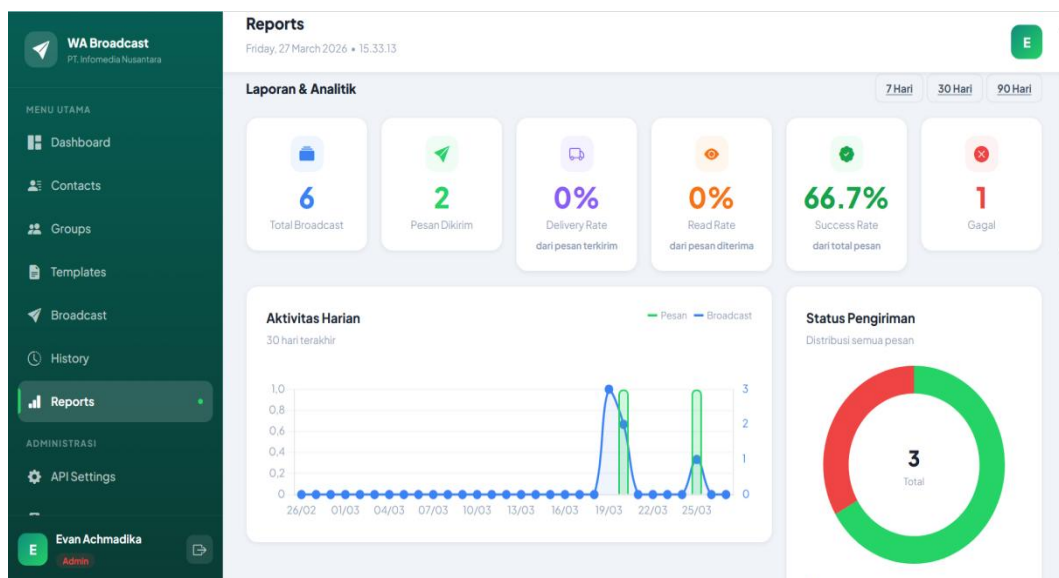 WA Broadcast
PT. Infomedia Nusantara
MENU UTAMA
Dashboard
Contacts
Groups
Templates
Broadcast
History
Reports
ADMINISTRASI
API Settings
E
Evan Achmadika
Admin
Reports
Friday, 27 March 2026 • 15.33.13
E
Laporan & Analitik
7 Hari 30 Hari 90 Hari
6
Total Broadcast
2
Pesan Dikirim
0%
Delivery Rate
dari pesan terkirim
0%
Read Rate
dari pesan diterima
66.7%
Success Rate
dari total pesan
1
Gagal
Aktivitas Harian
30 hari terakhir
Pesan Broadcast
1,0 3
0,8
0,6 2
0,4 1
0,2
0 0
26/02 01/03 04/03 07/03 10/03 13/03 16/03 19/03 22/03 25/03
Status Pengiriman
Distribusi semua pesan
3
Total